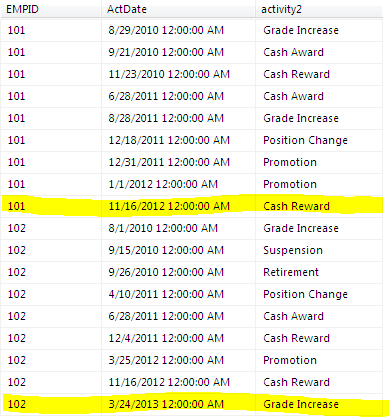 EMPID ActDate activity2
101 8/29/2010 12:00:00 AM Grade Increase
101 9/21/2010 12:00:00 AM Cash Award
101 11/23/2010 12:00:00 AM Cash Reward
101 6/28/2011 12:00:00 AM Cash Award
101 8/28/2011 12:00:00 AM Grade Increase
101 12/18/2011 12:00:00 AM Position Change
101 12/31/2011 12:00:00 AM Promotion
101 1/1/2012 12:00:00 AM Promotion
101 11/16/2012 12:00:00 AM Cash Reward
102 8/1/2010 12:00:00 AM Grade Increase
102 9/15/2010 12:00:00 AM Suspension
102 9/26/2010 12:00:00 AM Retirement
102 4/10/2011 12:00:00 AM Position Change
102 6/28/2011 12:00:00 AM Cash Award
102 12/4/2011 12:00:00 AM Cash Reward
102 3/25/2012 12:00:00 AM Promotion
102 11/16/2012 12:00:00 AM Cash Reward
102 3/24/2013 12:00:00 AM Grade Increase